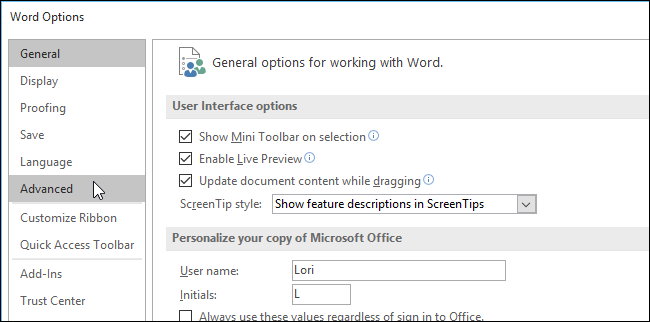 Word Options
General
Display
Proofing
Save
Language
Advanced
Customize Ribbon
Quick Access Toolbar
Add-Ins
Trust Center
General options for working with Word.
User Interface options
Show Mini Toolbar on selection
Enable Live Preview
Update document content while dragging
ScreenTip style: Show feature descriptions in ScreenTips
Personalize your copy of Microsoft Office
User name: Lori
Initials: L
Always use these values regardless of sign in to Office.